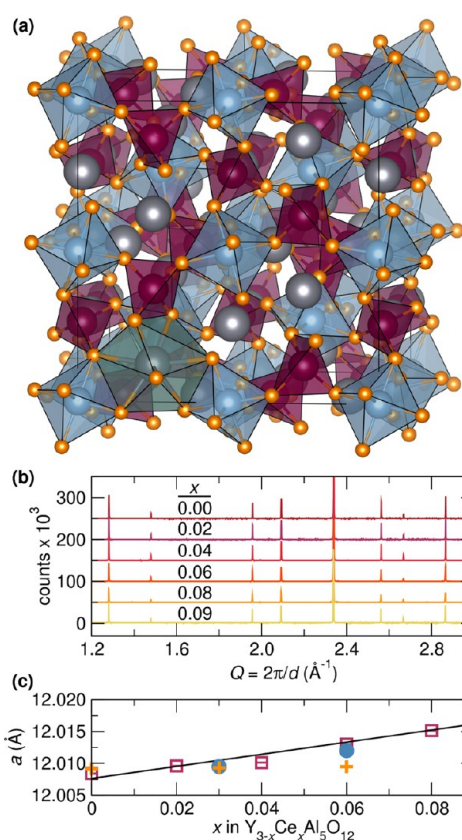 (a)
(b)
counts x 10³
300
200
100
0
x
0.00
0.02
0.04
0.06
0.08
0.09
1.2 1.6 2.0 2.4 2.8
Q = 2π/d (Å⁻¹)
(c)
a (Å)
12.020
12.015
12.010
12.005
0 0.02 0.04 0.06 0.08
x in Y₃₋ₓCeₓAl₅O₁₂